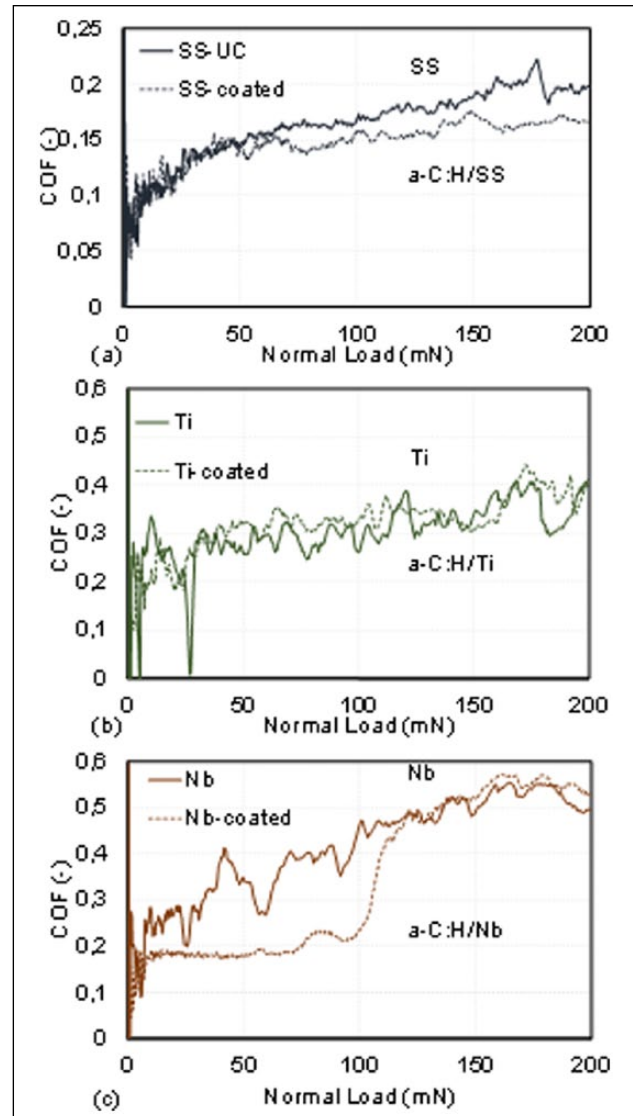 0,25
SS-UC
SS
0,2
SS-coated
0,15
COF (-)
0,1
a-C:H/SS
0,05
0
0 50 100 150 200
(a) Normal Load (mN)
0,6
Ti
0,5
Ti-coated
Ti
0,4
COF (-)
0,3
a-C:H/Ti
0,2
0,1
0
0 50 100 150 200
(b) Normal Load (mN)
0,6
Nb
Nb
0,5
Nb-coated
0,4
COF (-)
0,3
a-C:H/Nb
0,2
0,1
0
0 50 100 150 200
(c) Normal Load (mN)